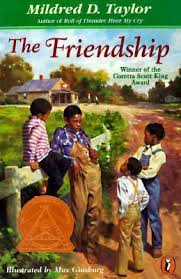 Mildred D. Taylor
Author of Roll of Thunder, Hear My Cry
The Friendship
Winner of the
Coretta Scott King
Award
Illustrated by Max Ginsburg